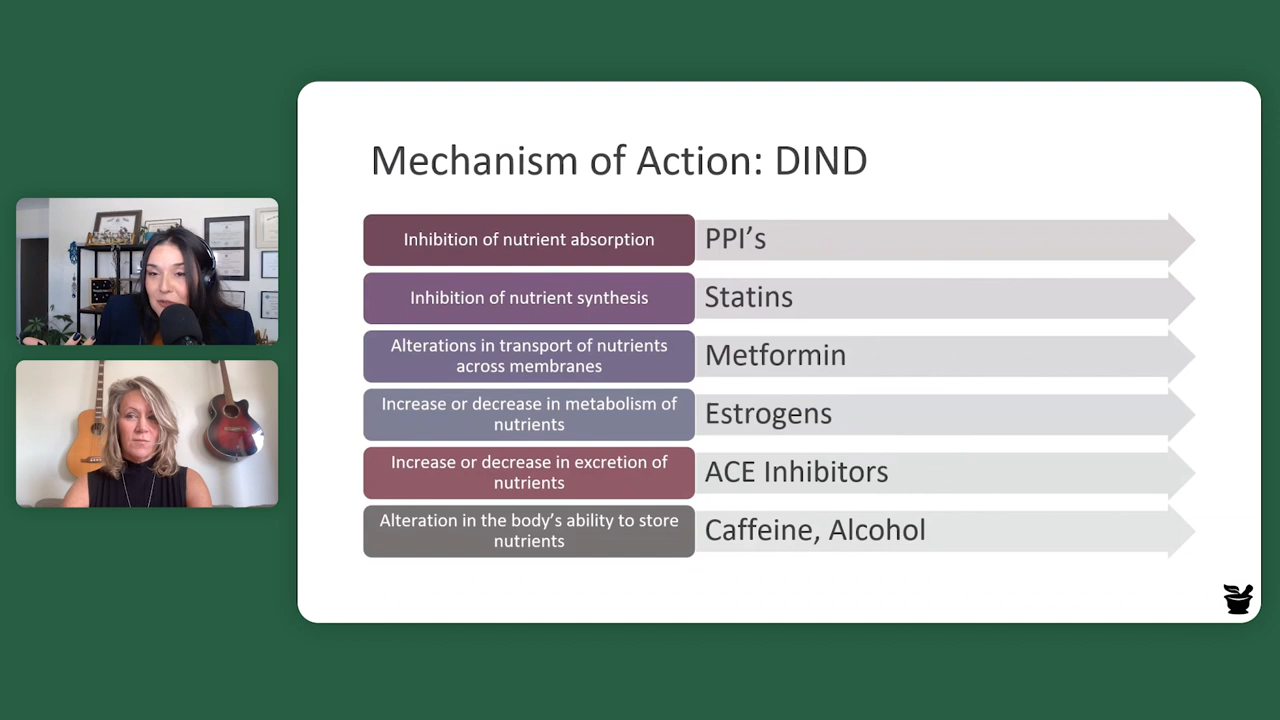 Mechanism of Action: DIND
Inhibition of nutrient absorption
PPI's
Inhibition of nutrient synthesis
Statins
Alterations in transport of nutrients
across membranes
Metformin
Increase or decrease in metabolism of
nutrients
Estrogens
Increase or decrease in excretion of
nutrients
ACE Inhibitors
Alteration in the body's ability to store
nutrients
Caffeine, Alcohol